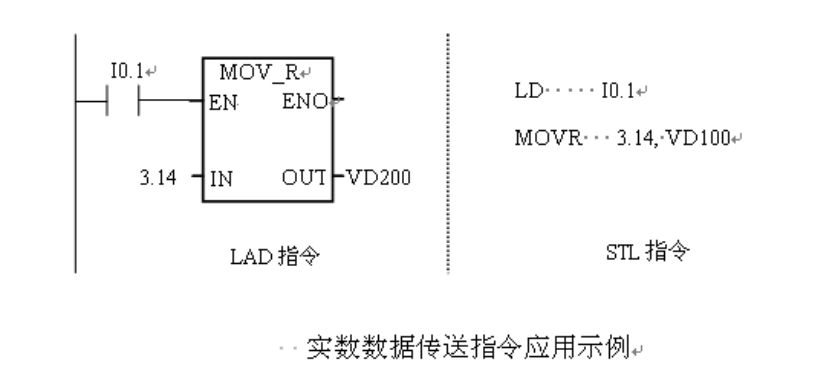 I0.1
MOV_R
EN ENO
3.14 IN OUT VD200
LAD 指令
LD I0.1
MOVR 3.14, VD100
STL 指令
实数数据传送指令应用示例